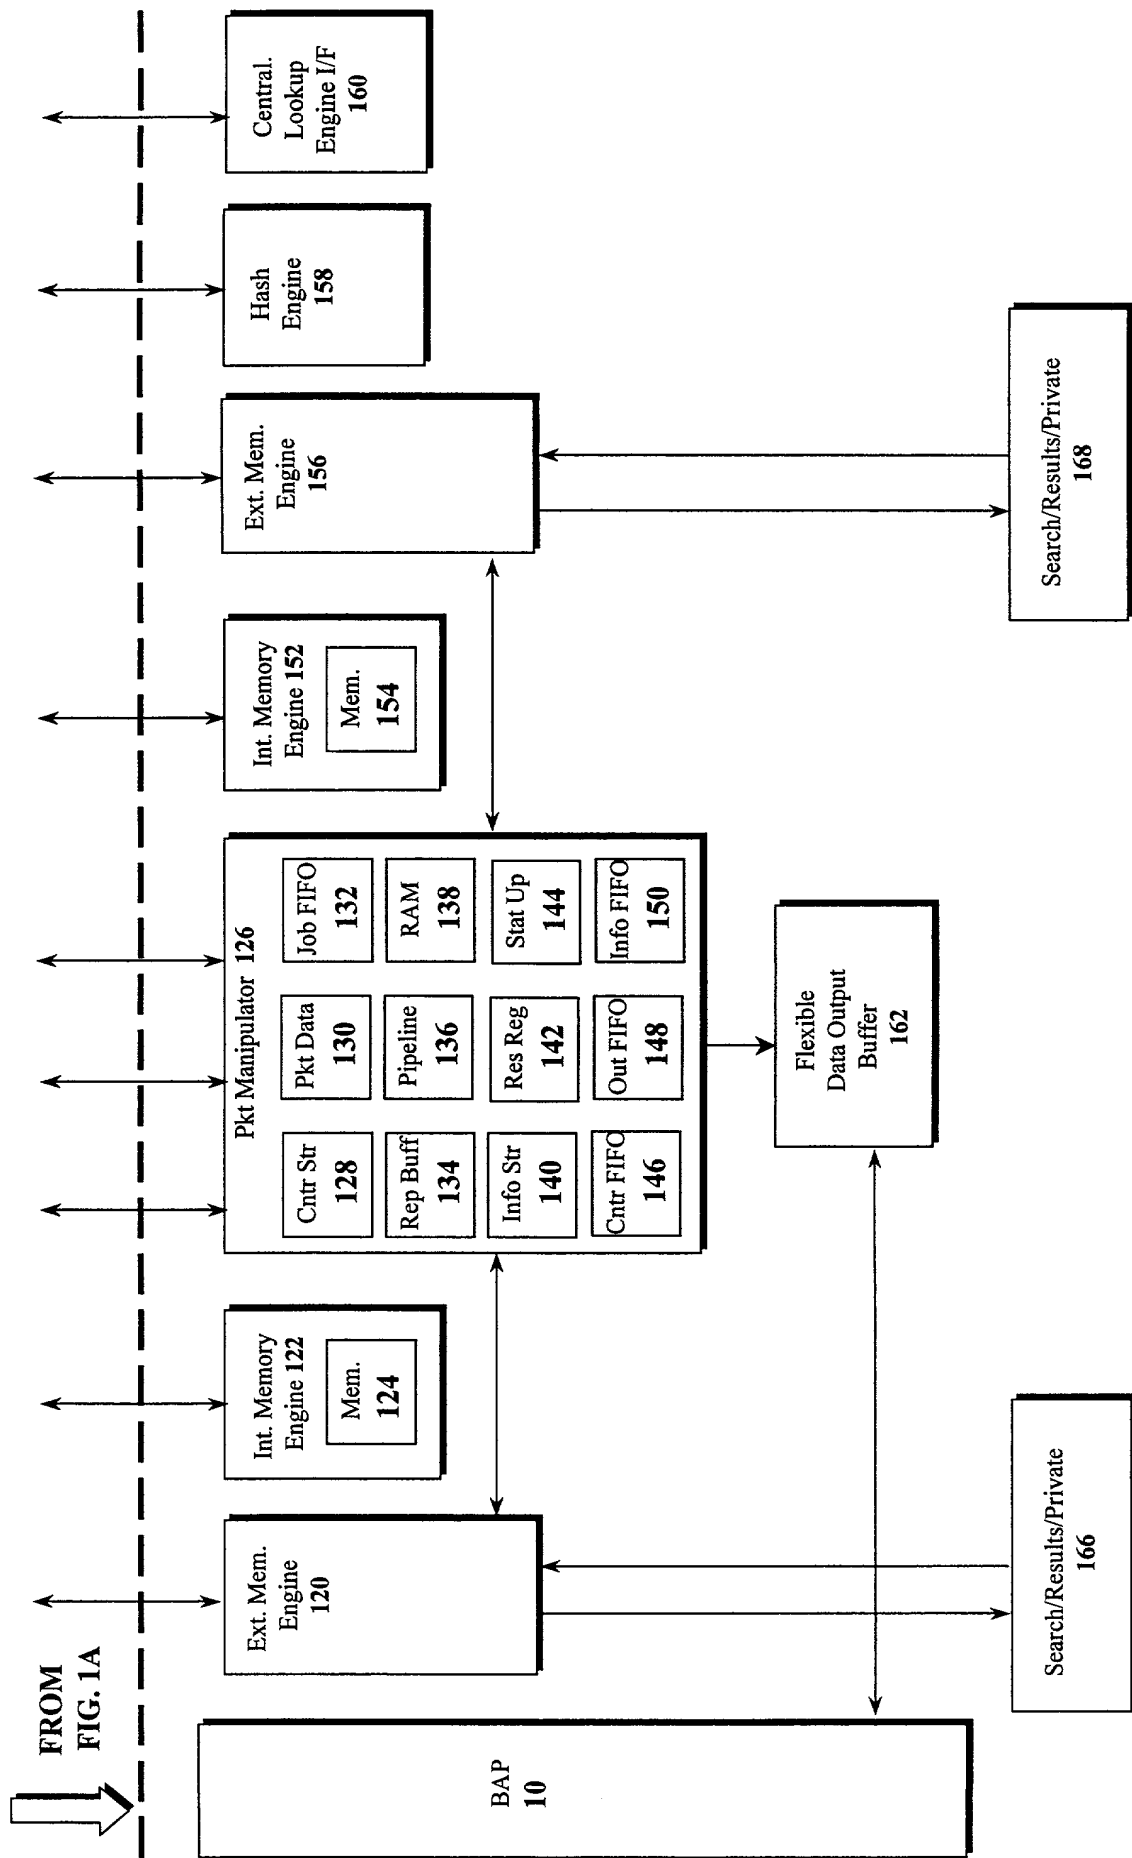 FROM
FIG. 1A
BAP
10
Ext. Mem.
Engine
120
Int. Memory
Engine 122
Mem.
124
Pkt Manipulator 126
Cntr Str
128
Pkt Data
130
Job FIFO
132
Rep Buff
134
Pipeline
136
RAM
138
Info Str
140
Res Reg
142
Stat Up
144
Cntr FIFO
146
Out FIFO
148
Info FIFO
150
Int. Memory
Engine 152
Mem.
154
Ext. Mem.
Engine
156
Hash
Engine
158
Central.
Lookup
Engine I/F
160
Flexible
Data Output
Buffer
162
Search/Results/Private
166
Search/Results/Private
168